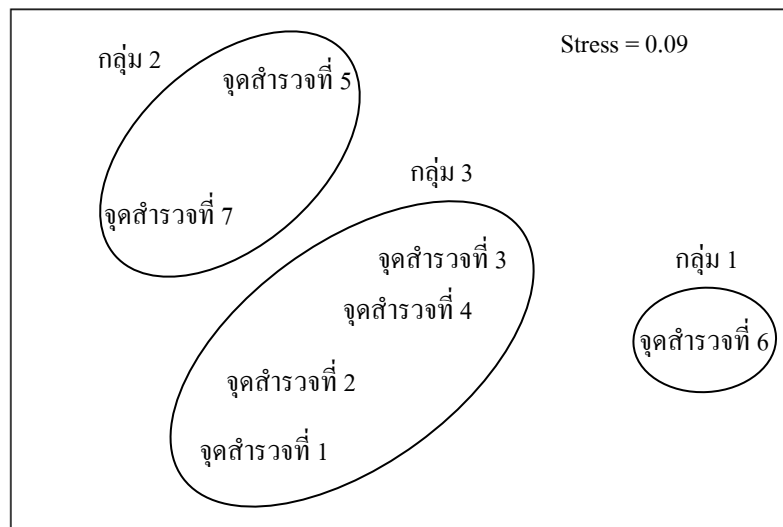 Stress = 0.09
กลุ่ม 2
จุดสำรวจที่ 5
จุดสำรวจที่ 7
กลุ่ม 3
จุดสำรวจที่ 3
จุดสำรวจที่ 4
จุดสำรวจที่ 2
จุดสำรวจที่ 1
กลุ่ม 1
จุดสำรวจที่ 6